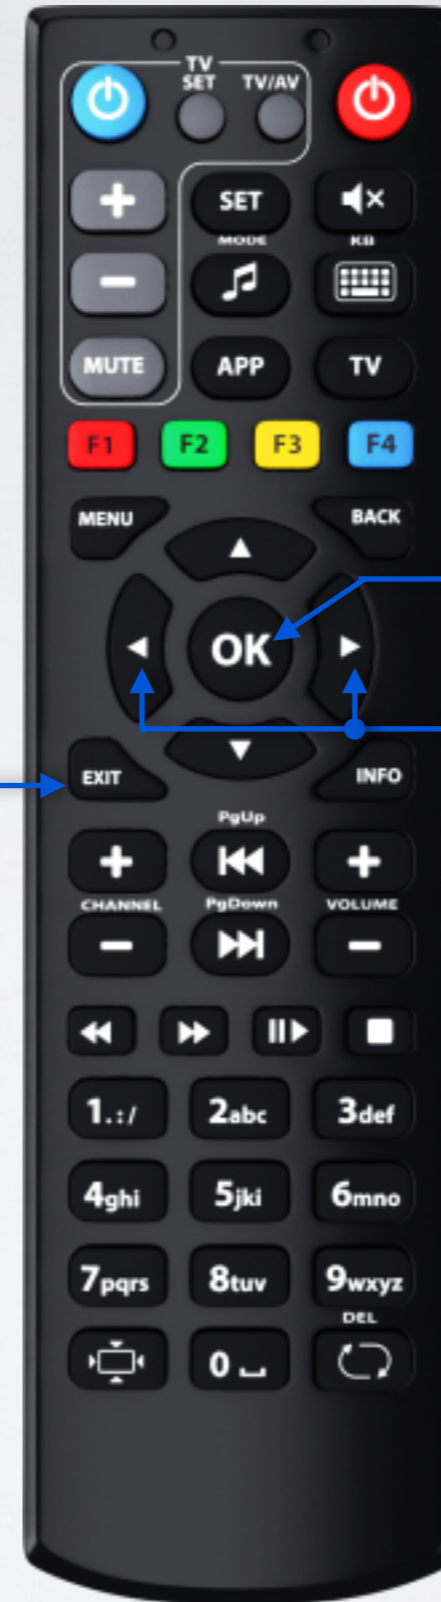 TV
SET TV/AV
SET
MODE KB
MUTE APP TV
F1 F2 F3 F4
MENU BACK
OK
EXIT INFO
PgUp
CHANNEL PgDown VOLUME
1.:/ 2abc 3def
4ghi 5jki 6mno
7pqrs 8tuv 9wxyz
DEL
0